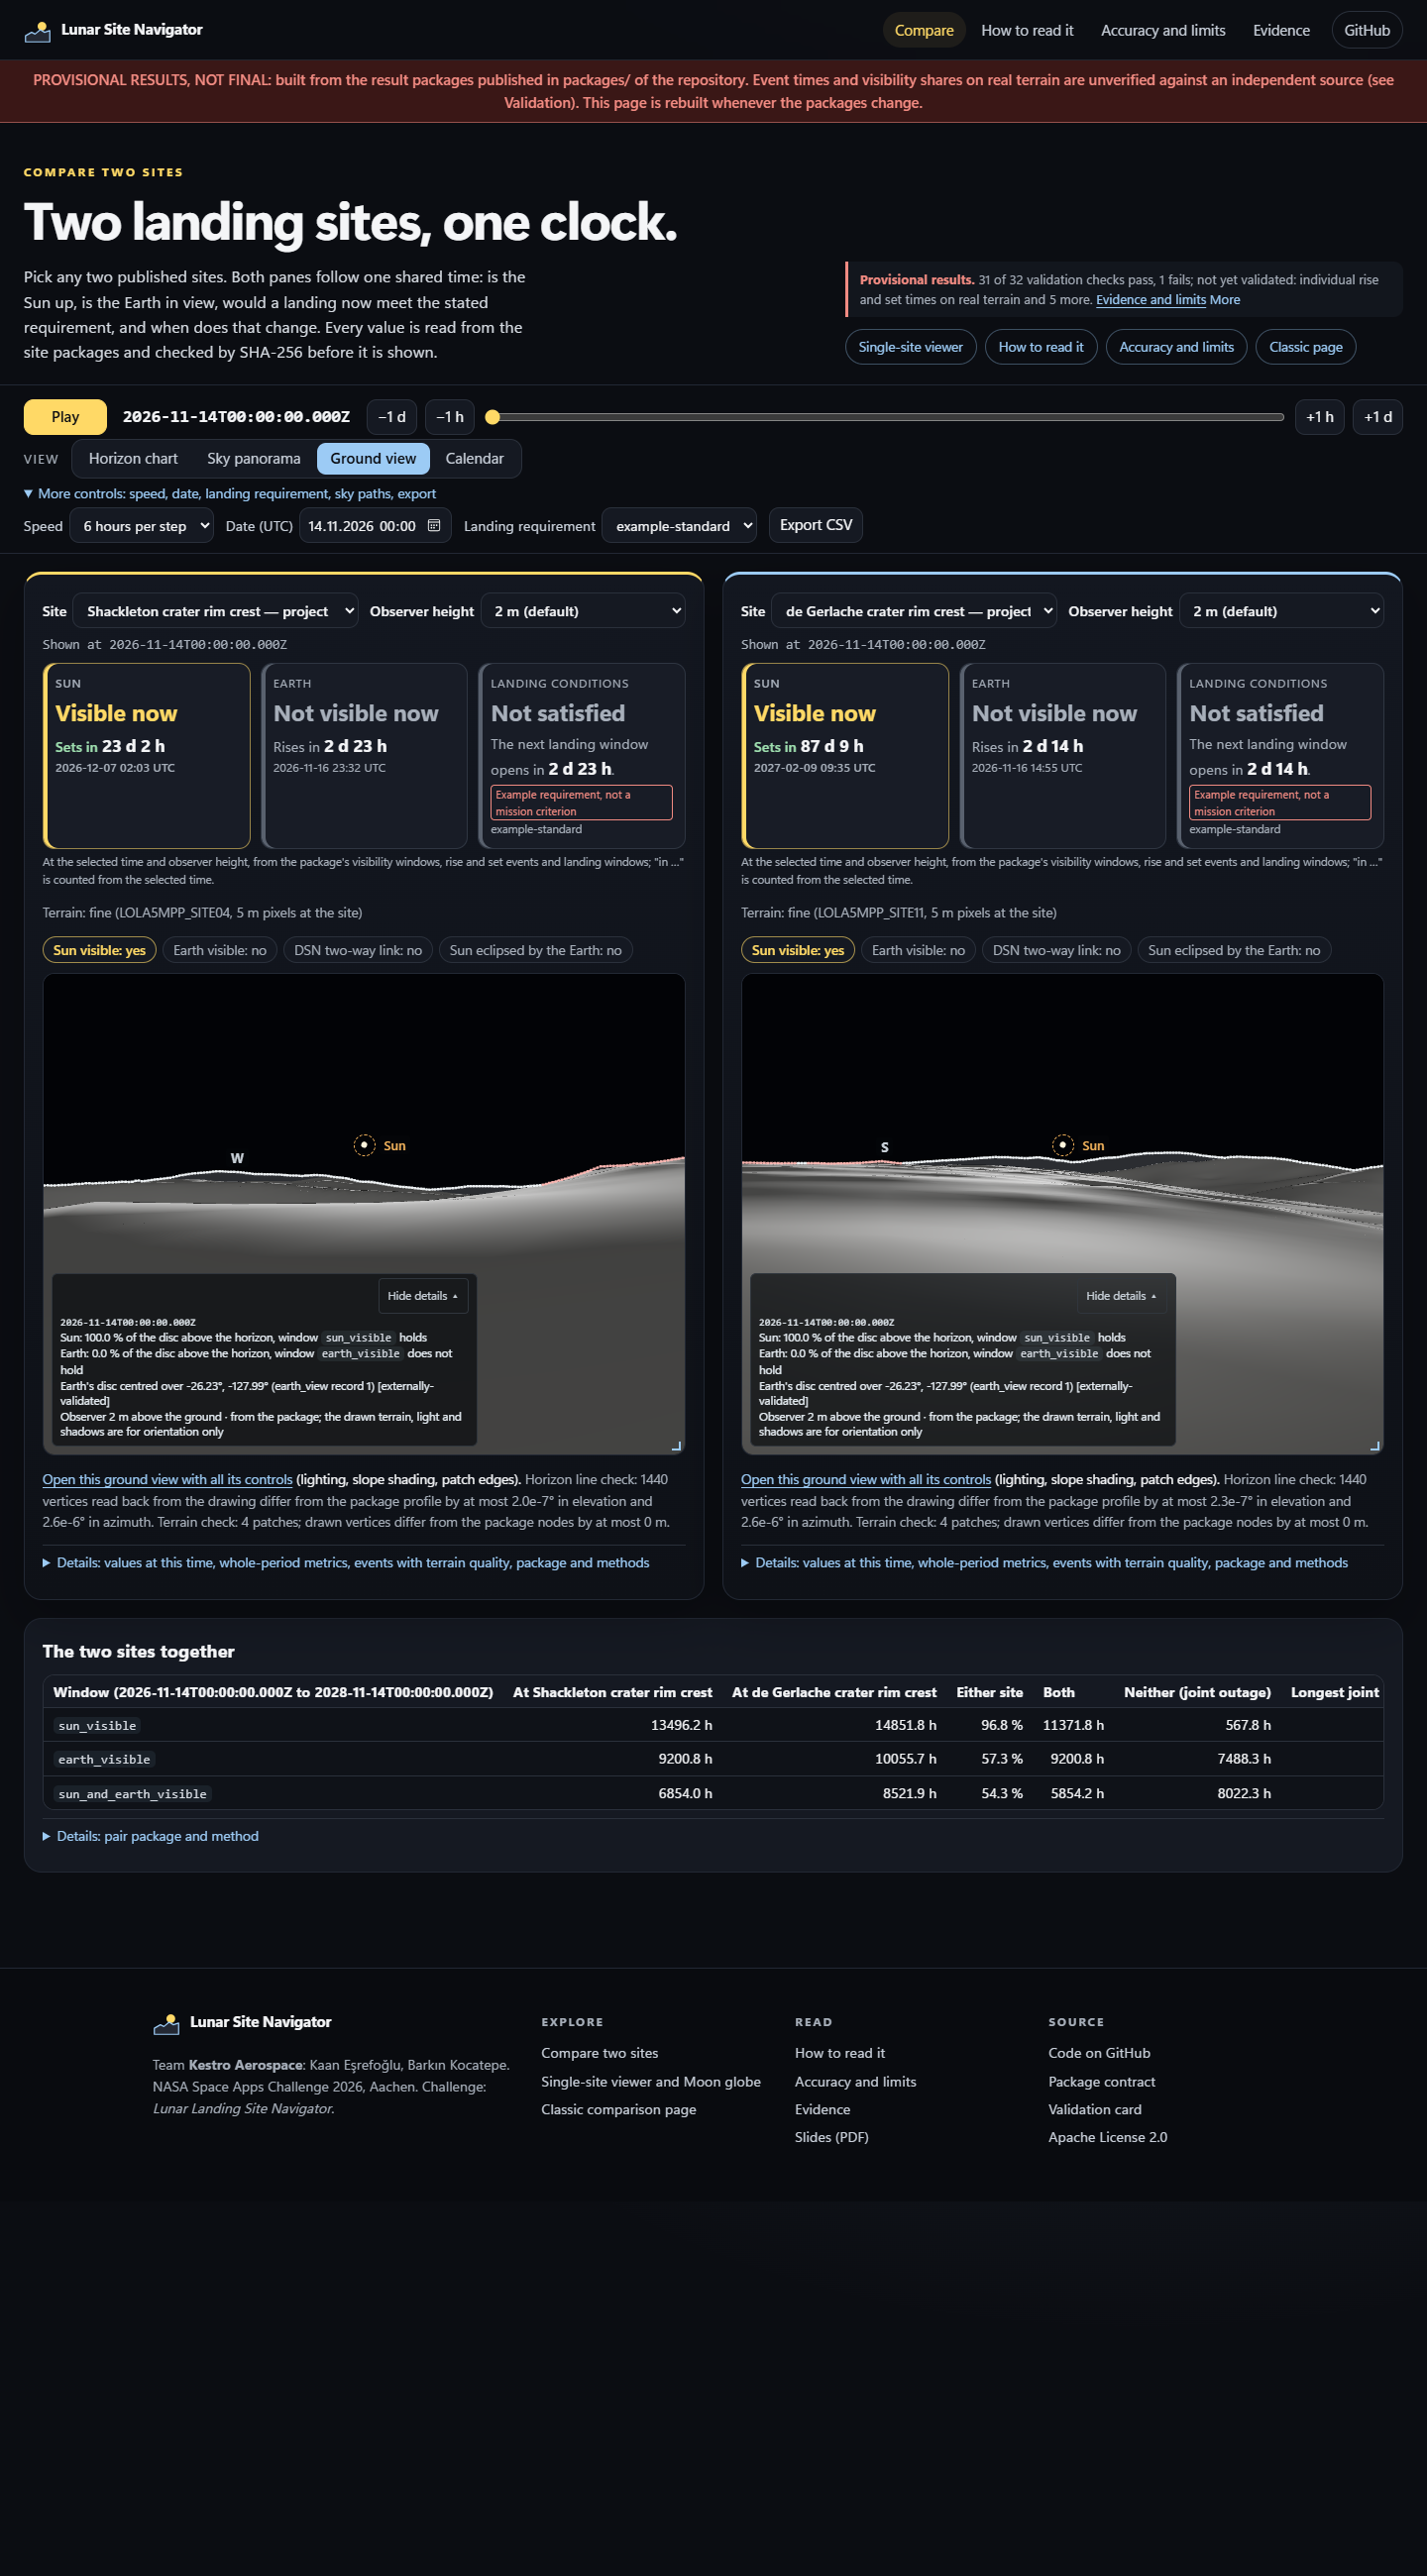 Lunar Site Navigator
Compare
How to read it
Accuracy and limits
Evidence
GitHub
PROVISIONAL RESULTS, NOT FINAL: built from the result packages published in packages/ of the repository. Event times and visibility shares on real terrain are unverified against an independent source (see
Validation). This page is rebuilt whenever the packages change.
COMPARE TWO SITES
Two landing sites, one clock.
Pick any two published sites. Both panes follow one shared time: is the
Sun up, is the Earth in view, would a landing now meet the stated
requirement, and when does that change. Every value is read from the
site packages and checked by SHA-256 before it is shown.
Provisional results. 31 of 32 validation checks pass, 1 fails; not yet validated: individual rise
and set times on real terrain and 5 more. Evidence and limits More
Single-site viewer
How to read it
Accuracy and limits
Classic page
Play
2026-11-14T00:00:00.000Z
−1 d
−1 h
+1 h
+1 d
VIEW
Horizon chart
Sky panorama
Ground view
Calendar
▼ More controls: speed, date, landing requirement, sky paths, export
Speed
6 hours per step
Date (UTC)
14.11.2026 00:00
Landing requirement
example-standard
Export CSV
Site
Shackleton crater rim crest — project
Observer height
2 m (default)
Shown at 2026-11-14T00:00:00.000Z
SUN
Visible now
Sets in 23 d 2 h
2026-12-07 02:03 UTC
EARTH
Not visible now
Rises in 2 d 23 h
2026-11-16 23:32 UTC
LANDING CONDITIONS
Not satisfied
The next landing window
opens in 2 d 23 h.
Example requirement, not a
mission criterion
example-standard
At the selected time and observer height, from the package's visibility windows, rise and set events and landing windows; "in ..."
is counted from the selected time.
Terrain: fine (LOLA5MPP_SITE04, 5 m pixels at the site)
Sun visible: yes
Earth visible: no
DSN two-way link: no
Sun eclipsed by the Earth: no
W
Sun
Hide details ▴
2026-11-14T00:00:00.000Z
Sun: 100.0 % of the disc above the horizon, window sun_visible holds
Earth: 0.0 % of the disc above the horizon, window earth_visible does not
hold
Earth's disc centred over -26.23°, -127.99° (earth_view record 1) [externally-
validated]
Observer 2 m above the ground · from the package; the drawn terrain, light and
shadows are for orientation only
Open this ground view with all its controls (lighting, slope shading, patch edges). Horizon line check: 1440
vertices read back from the drawing differ from the package profile by at most 2.0e-7° in elevation and
2.6e-6° in azimuth. Terrain check: 4 patches; drawn vertices differ from the package nodes by at most 0 m.
▶ Details: values at this time, whole-period metrics, events with terrain quality, package and methods
Site
de Gerlache crater rim crest — project
Observer height
2 m (default)
Shown at 2026-11-14T00:00:00.000Z
SUN
Visible now
Sets in 87 d 9 h
2027-02-09 09:35 UTC
EARTH
Not visible now
Rises in 2 d 14 h
2026-11-16 14:55 UTC
LANDING CONDITIONS
Not satisfied
The next landing window
opens in 2 d 14 h.
Example requirement, not a
mission criterion
example-standard
At the selected time and observer height, from the package's visibility windows, rise and set events and landing windows; "in ..."
is counted from the selected time.
Terrain: fine (LOLA5MPP_SITE11, 5 m pixels at the site)
Sun visible: yes
Earth visible: no
DSN two-way link: no
Sun eclipsed by the Earth: no
S
Sun
Hide details ▴
2026-11-14T00:00:00.000Z
Sun: 100.0 % of the disc above the horizon, window sun_visible holds
Earth: 0.0 % of the disc above the horizon, window earth_visible does not
hold
Earth's disc centred over -26.23°, -127.99° (earth_view record 1) [externally-
validated]
Observer 2 m above the ground · from the package; the drawn terrain, light and
shadows are for orientation only
Open this ground view with all its controls (lighting, slope shading, patch edges). Horizon line check: 1440
vertices read back from the drawing differ from the package profile by at most 2.3e-7° in elevation and
2.6e-6° in azimuth. Terrain check: 4 patches; drawn vertices differ from the package nodes by at most 0 m.
▶ Details: values at this time, whole-period metrics, events with terrain quality, package and methods
The two sites together
Window (2026-11-14T00:00:00.000Z to 2028-11-14T00:00:00.000Z) At Shackleton crater rim crest At de Gerlache crater rim crest Either site Both Neither (joint outage) Longest joint
sun_visible 13496.2 h 14851.8 h 96.8 % 11371.8 h 567.8 h
earth_visible 9200.8 h 10055.7 h 57.3 % 9200.8 h 7488.3 h
sun_and_earth_visible 6854.0 h 8521.9 h 54.3 % 5854.2 h 8022.3 h
▶ Details: pair package and method
Lunar Site Navigator
Team Kestro Aerospace: Kaan Eşrefoğlu, Barkın Kocatepe.
NASA Space Apps Challenge 2026, Aachen. Challenge:
Lunar Landing Site Navigator.
EXPLORE
Compare two sites
Single-site viewer and Moon globe
Classic comparison page
READ
How to read it
Accuracy and limits
Evidence
Slides (PDF)
SOURCE
Code on GitHub
Package contract
Validation card
Apache License 2.0